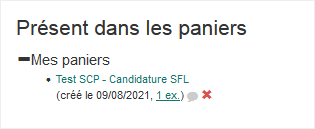 Présent dans les paniers
Mes paniers
Test SCP - Candidature SFL
(créé le 09/08/2021, 1 ex.)